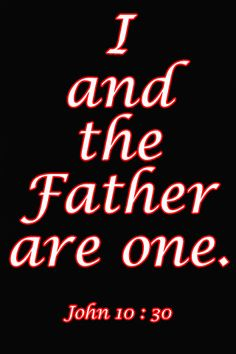 I
and
the
Father
are one.
John 10 : 30